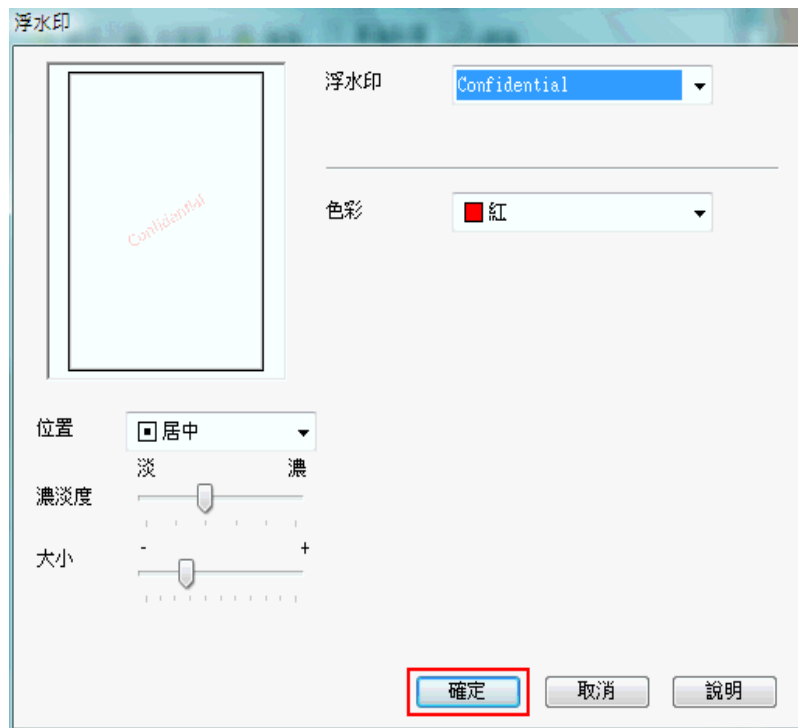 浮水印
浮水印 Confidential
Confidential
色彩 紅
位置 居中
淡 濃
濃淡度
- +
大小
確定 取消 說明